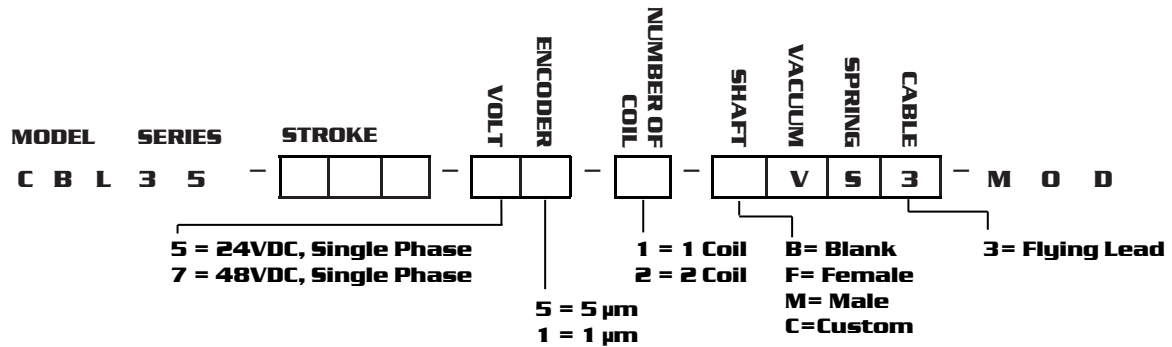 VOLT
ENCODER
NUMBER OF
COIL
SHAFT
VACUUM
SPRING
CABLE
MODEL SERIES STROKE
C B L 3 5 - - - - V S 3 - M O D
5 = 24VDC, Single Phase
7 = 48VDC, Single Phase
5 = 5 µm
1 = 1 µm
1 = 1 Coil
2 = 2 Coil
B= Blank
F= Female
M= Male
C=Custom
3= Flying Lead